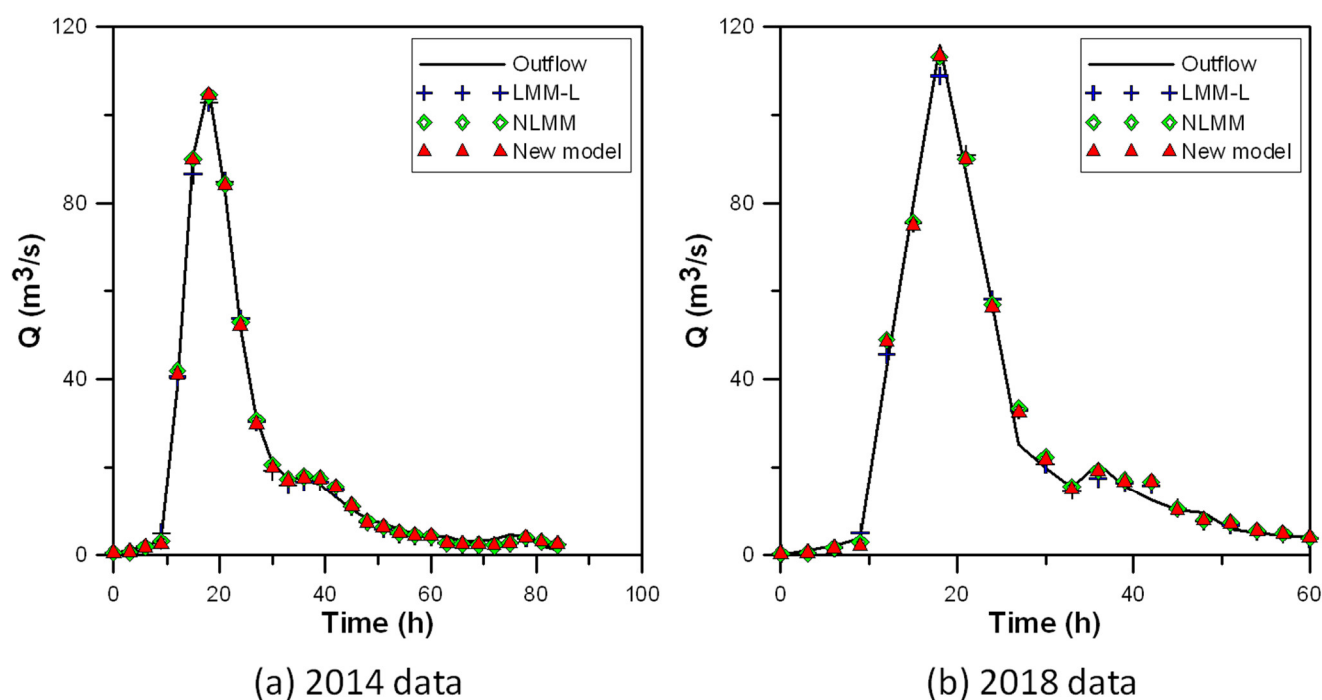 120
80
40
0
Q (m³/s)
Outflow
LMM-L
NLMM
New model
0 20 40 60 80 100
Time (h)
(a) 2014 data
120
80
40
0
Q (m³/s)
Outflow
LMM-L
NLMM
New model
0 20 40 60
Time (h)
(b) 2018 data